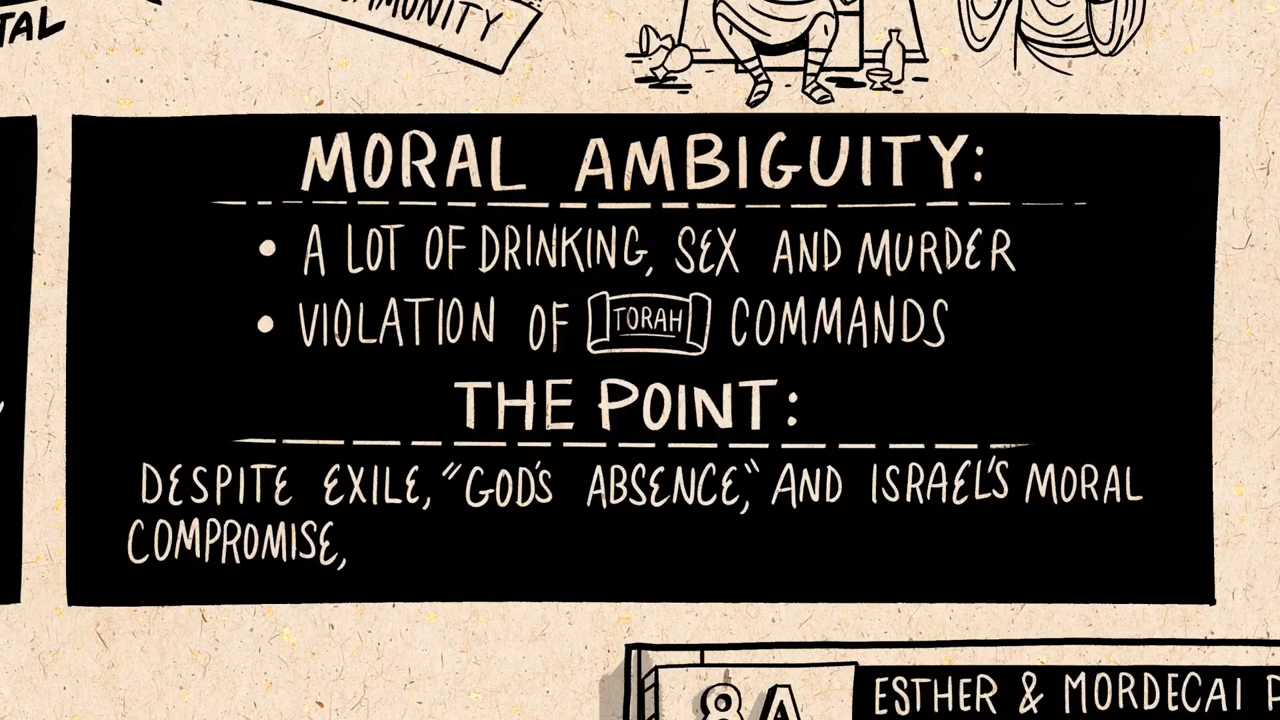 TAL
MMUNITY
MORAL AMBIGUITY:
• A LOT OF DRINKING, SEX AND MURDER
• VIOLATION OF TORAH COMMANDS
THE POINT:
DESPITE EXILE, "GOD'S ABSENCE," AND ISRAEL'S MORAL
COMPROMISE,
8A
ESTHER & MORDECAI P